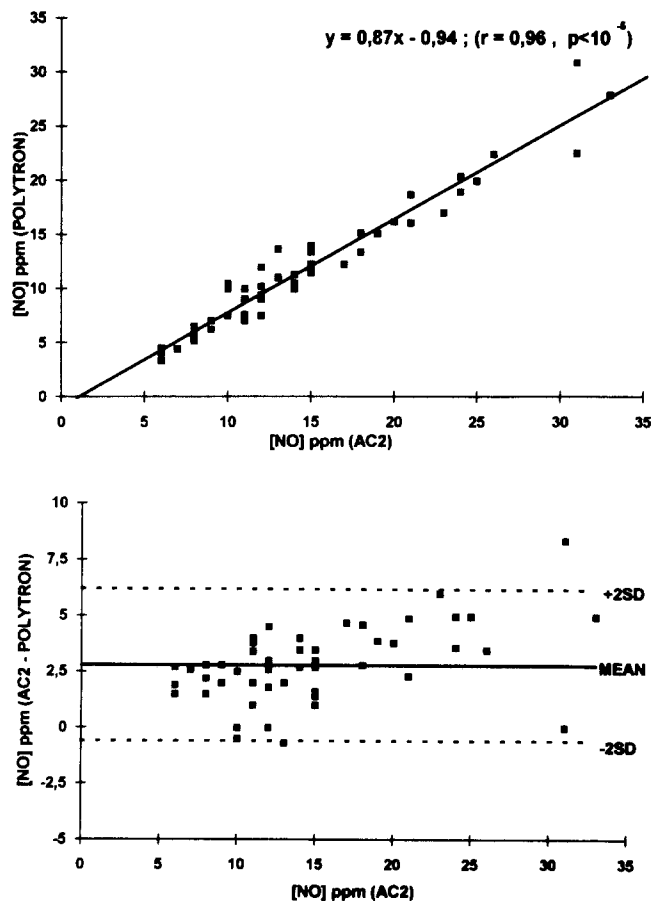 y = 0,87x - 0,94 ; (r = 0,96 , p<10 -5)
35
30
25
20
15
10
5
0
[NO] ppm (POLYTRON)
0 5 10 15 20 25 30 35
[NO] ppm (AC2)
10
7,5
5
2,5
0
-2,5
-5
[NO] ppm (AC2 - POLYTRON)
+2SD
MEAN
-2SD
0 5 10 15 20 25 30 35
[NO] ppm (AC2)